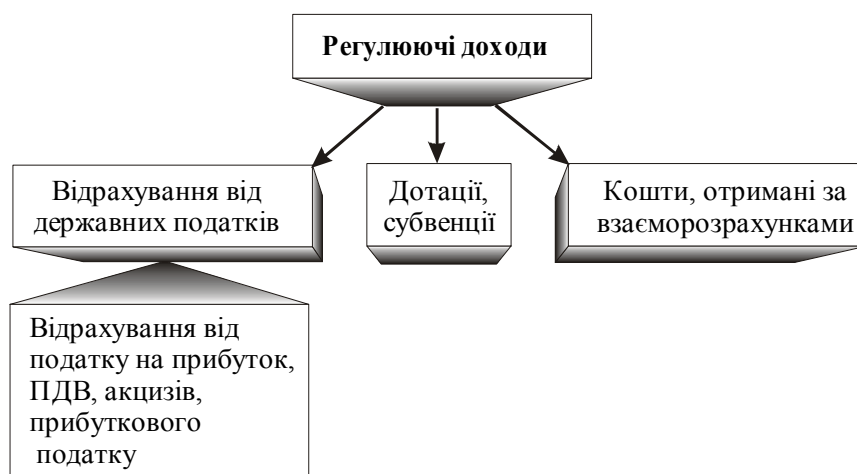 Регулюючі доходи
Відрахування від
державних податків
Дотації,
субвенції
Кошти, отримані за
взаєморозрахунками
Відрахування від
податку на прибуток,
ПДВ, акцизів,
прибуткового
податку